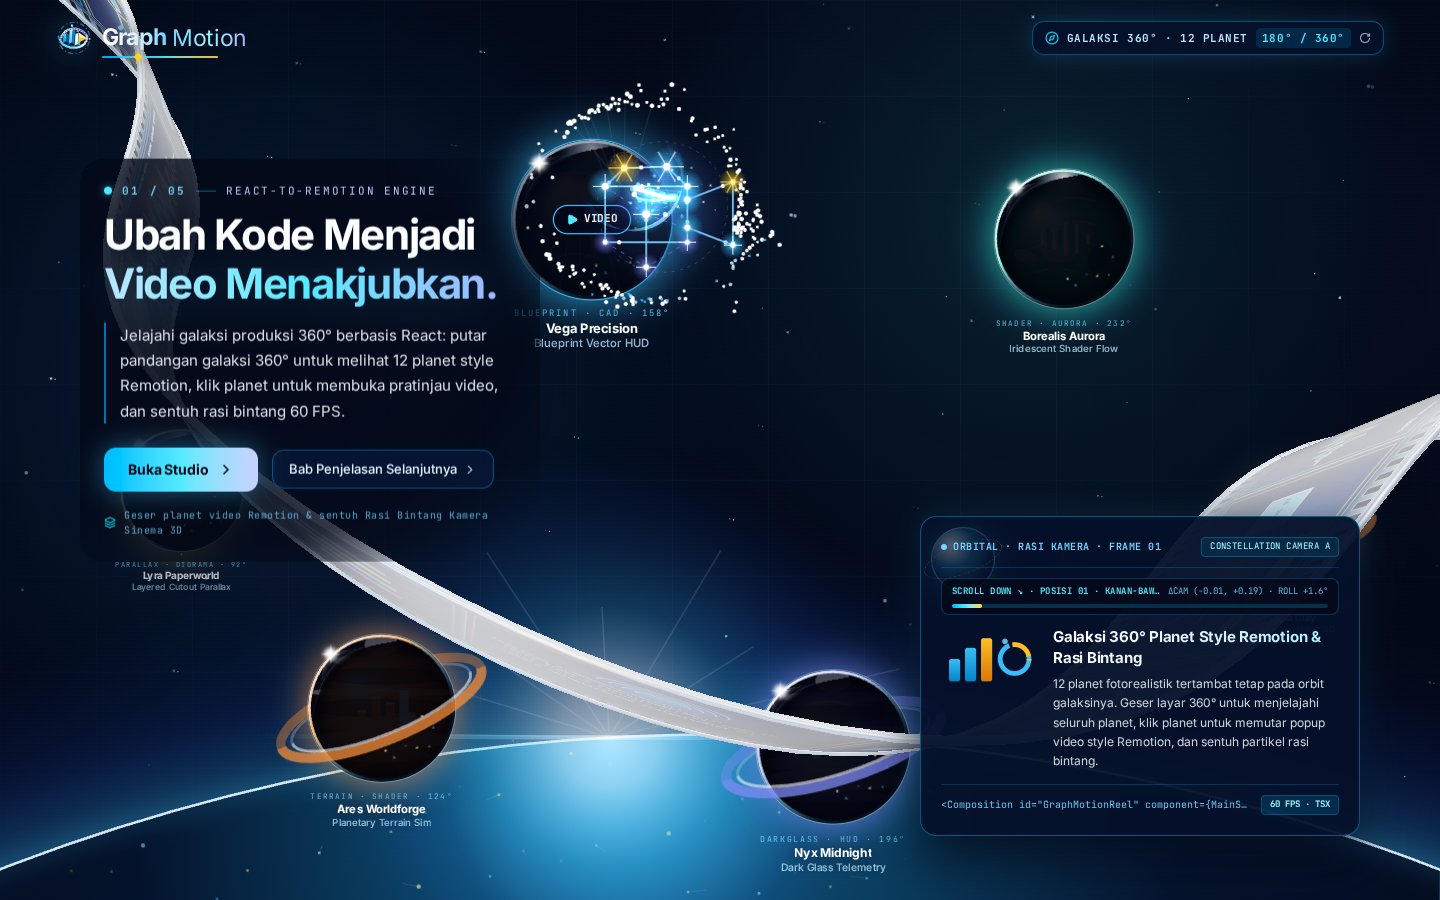 Graph Motion
GALAKSI 360° · 12 PLANET 180° / 360°
01 / 05 REACT-TO-REMOTION ENGINE
Ubah Kode Menjadi
Video Menakjubkan.
Jelajahi galaksi produksi 360° berbasis React: putar
pandangan galaksi 360° untuk melihat 12 planet style
Remotion, klik planet untuk membuka pratinjau video,
dan sentuh rasi bintang 60 FPS.
Buka Studio
Bab Penjelasan Selanjutnya
Geser planet video Remotion & sentuh Rasi Bintang Kamera
Sinema 3D
PARALLAX · DIORAMA · 92°
Lyra Paperworld
Layered Cutout Parallax
VIDEO
BLUEPRINT · CAD · 158°
Vega Precision
Blueprint Vector HUD
SHADER · AURORA · 232°
Borealis Aurora
Iridescent Shader Flow
TERRAIN · SHADER · 124°
Ares Worldforge
Planetary Terrain Sim
DARKGLASS · HUD · 196°
Nyx Midnight
Dark Glass Telemetry
ORBITAL · RASI KAMERA · FRAME 01
CONSTELLATION CAMERA A
SCROLL DOWN ↘ · POSISI 01 · KANAN-BAW… ΔCAM (-0.01, +0.19) · ROLL +1.6°
Galaksi 360° Planet Style Remotion &
Rasi Bintang
12 planet fotorealistik tertambat tetap pada orbit
galaksinya. Geser layar 360° untuk menjelajahi
seluruh planet, klik planet untuk memutar popup
video style Remotion, dan sentuh partikel rasi
bintang.
<Composition id="GraphMotionReel" component={MainS…
60 FPS · TSX